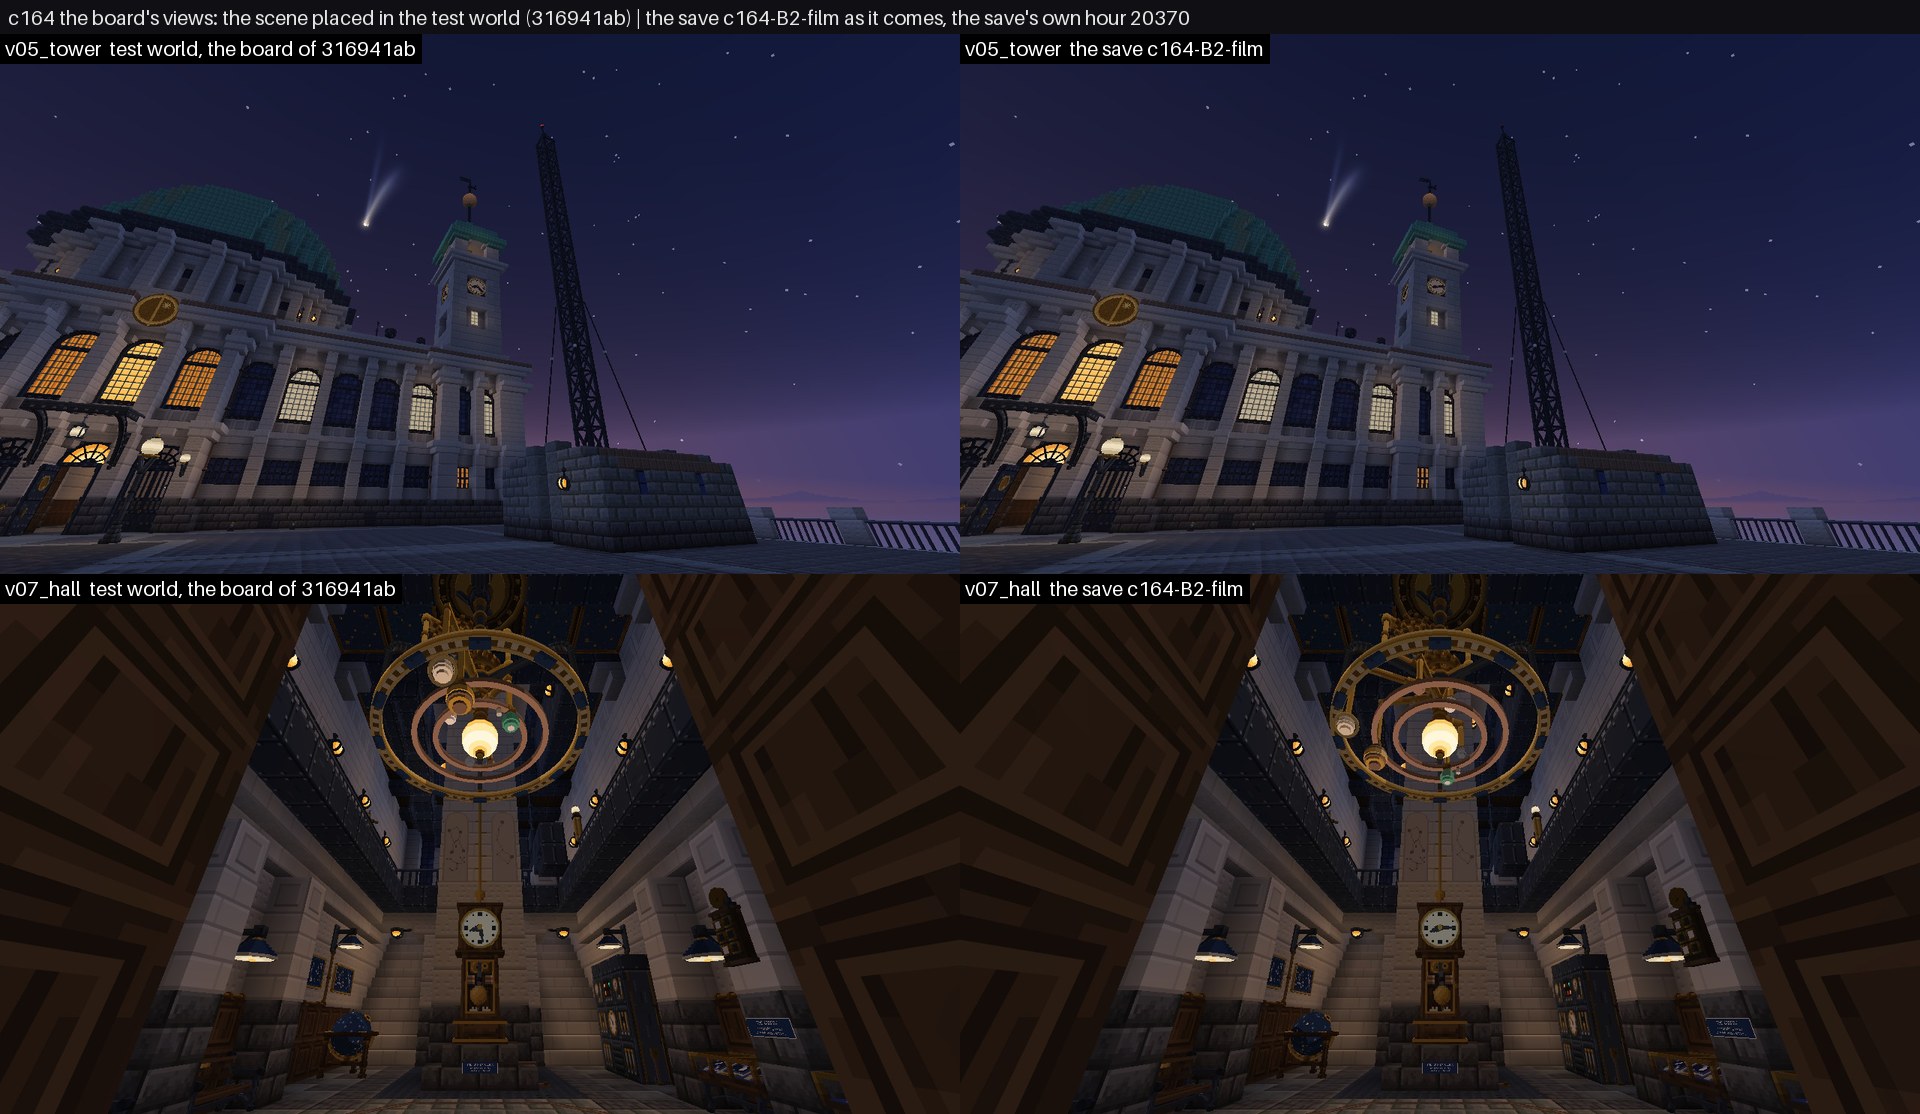 c164 the board's views: the scene placed in the test world (316941ab) | the save c164-B2-film as it comes, the save's own hour 20370
v05_tower test world, the board of 316941ab
v05_tower the save c164-B2-film
v07_hall test world, the board of 316941ab
v07_hall the save c164-B2-film